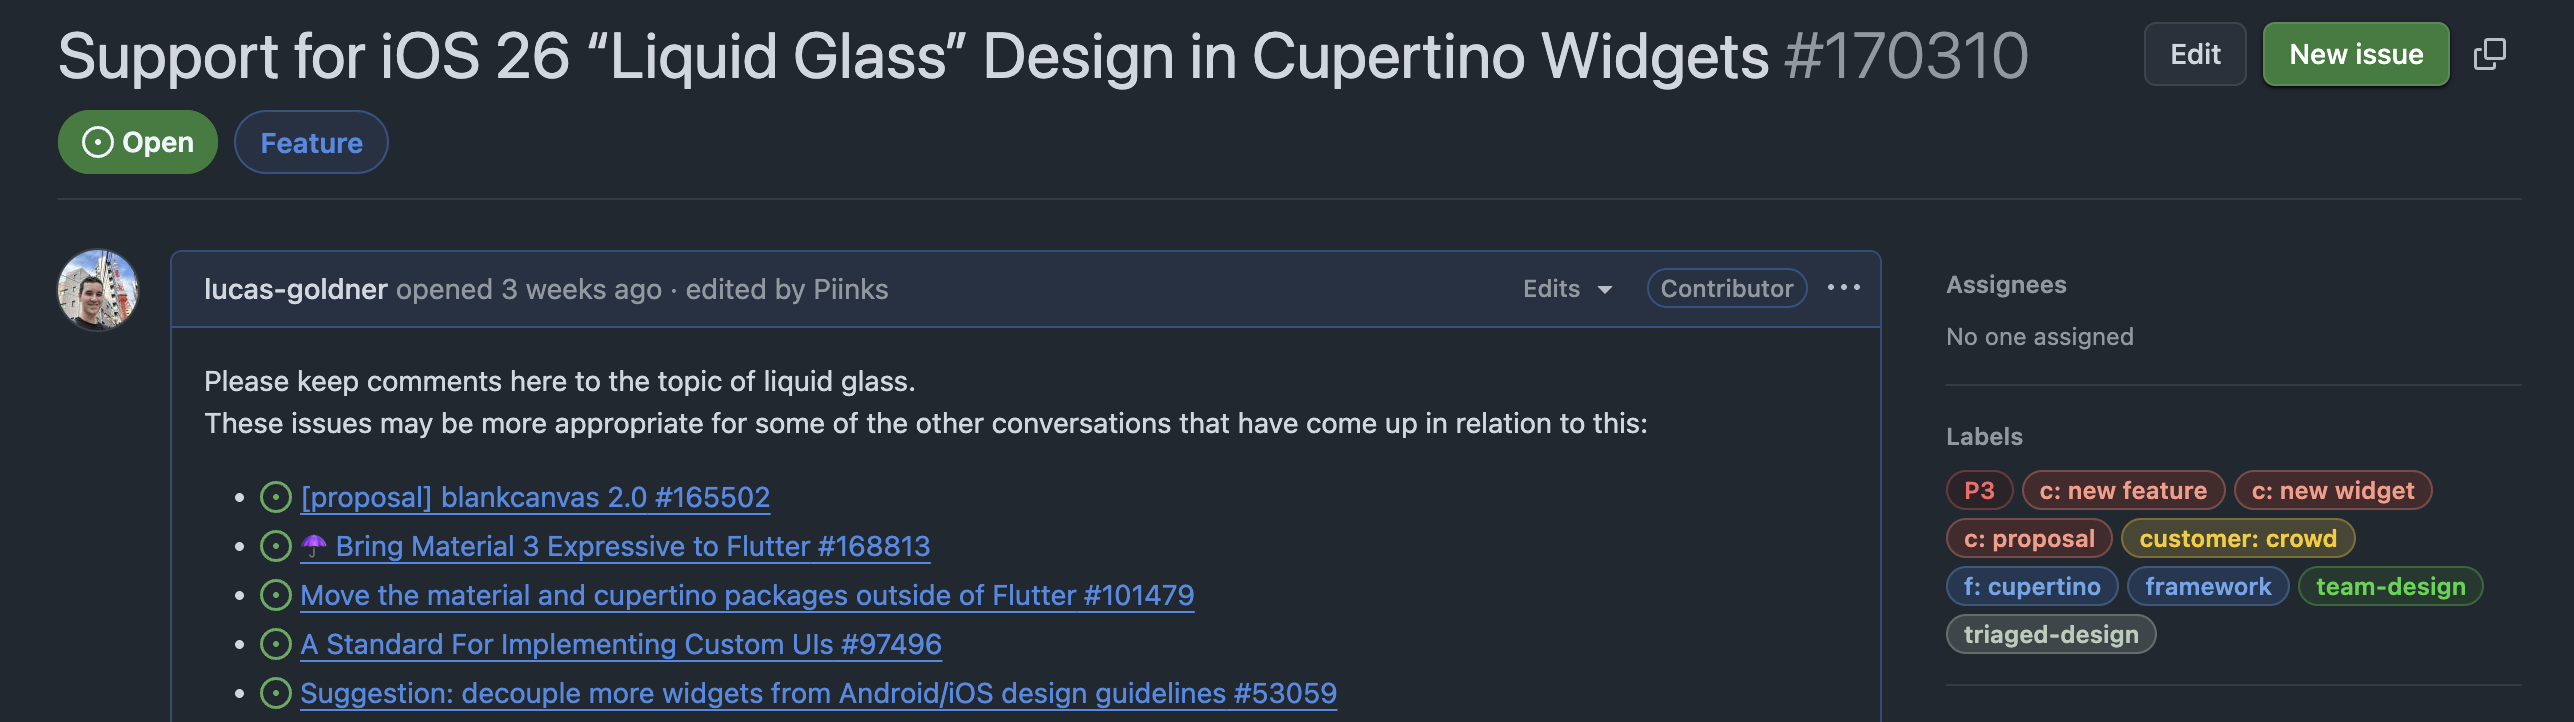 Support for iOS 26 “Liquid Glass” Design in Cupertino Widgets #170310
Edit
New issue
Open
Feature
lucas-goldner opened 3 weeks ago · edited by Piinks
Edits
Contributor
Please keep comments here to the topic of liquid glass.
These issues may be more appropriate for some of the other conversations that have come up in relation to this:
[proposal] blankcanvas 2.0 #165502
☂️ Bring Material 3 Expressive to Flutter #168813
Move the material and cupertino packages outside of Flutter #101479
A Standard For Implementing Custom UIs #97496
Suggestion: decouple more widgets from Android/iOS design guidelines #53059
Assignees
No one assigned
Labels
P3 c: new feature c: new widget
c: proposal customer: crowd
f: cupertino framework team-design
triaged-design